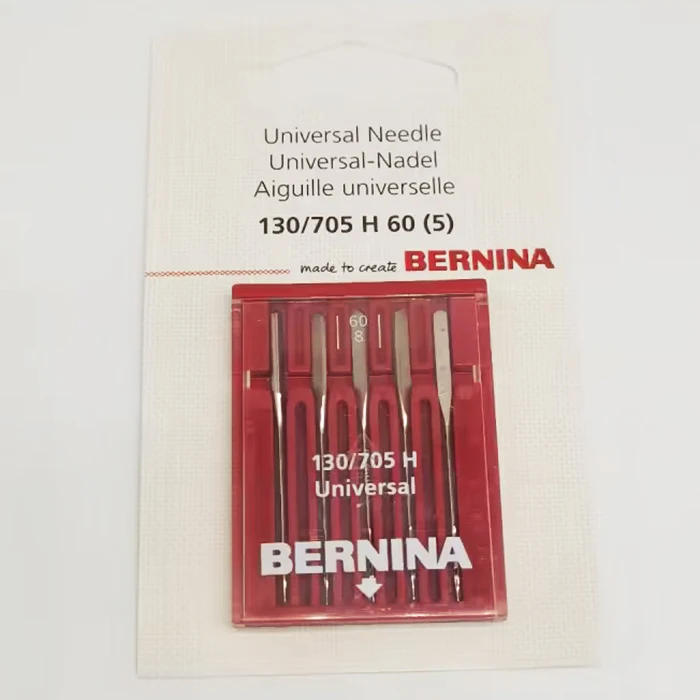 Universal Needle
Universal-Nadel
Aiguille universelle
130/705 H 60 (5)
made to create BERNINA
60
8
130/705 H
Universal
BERNINA